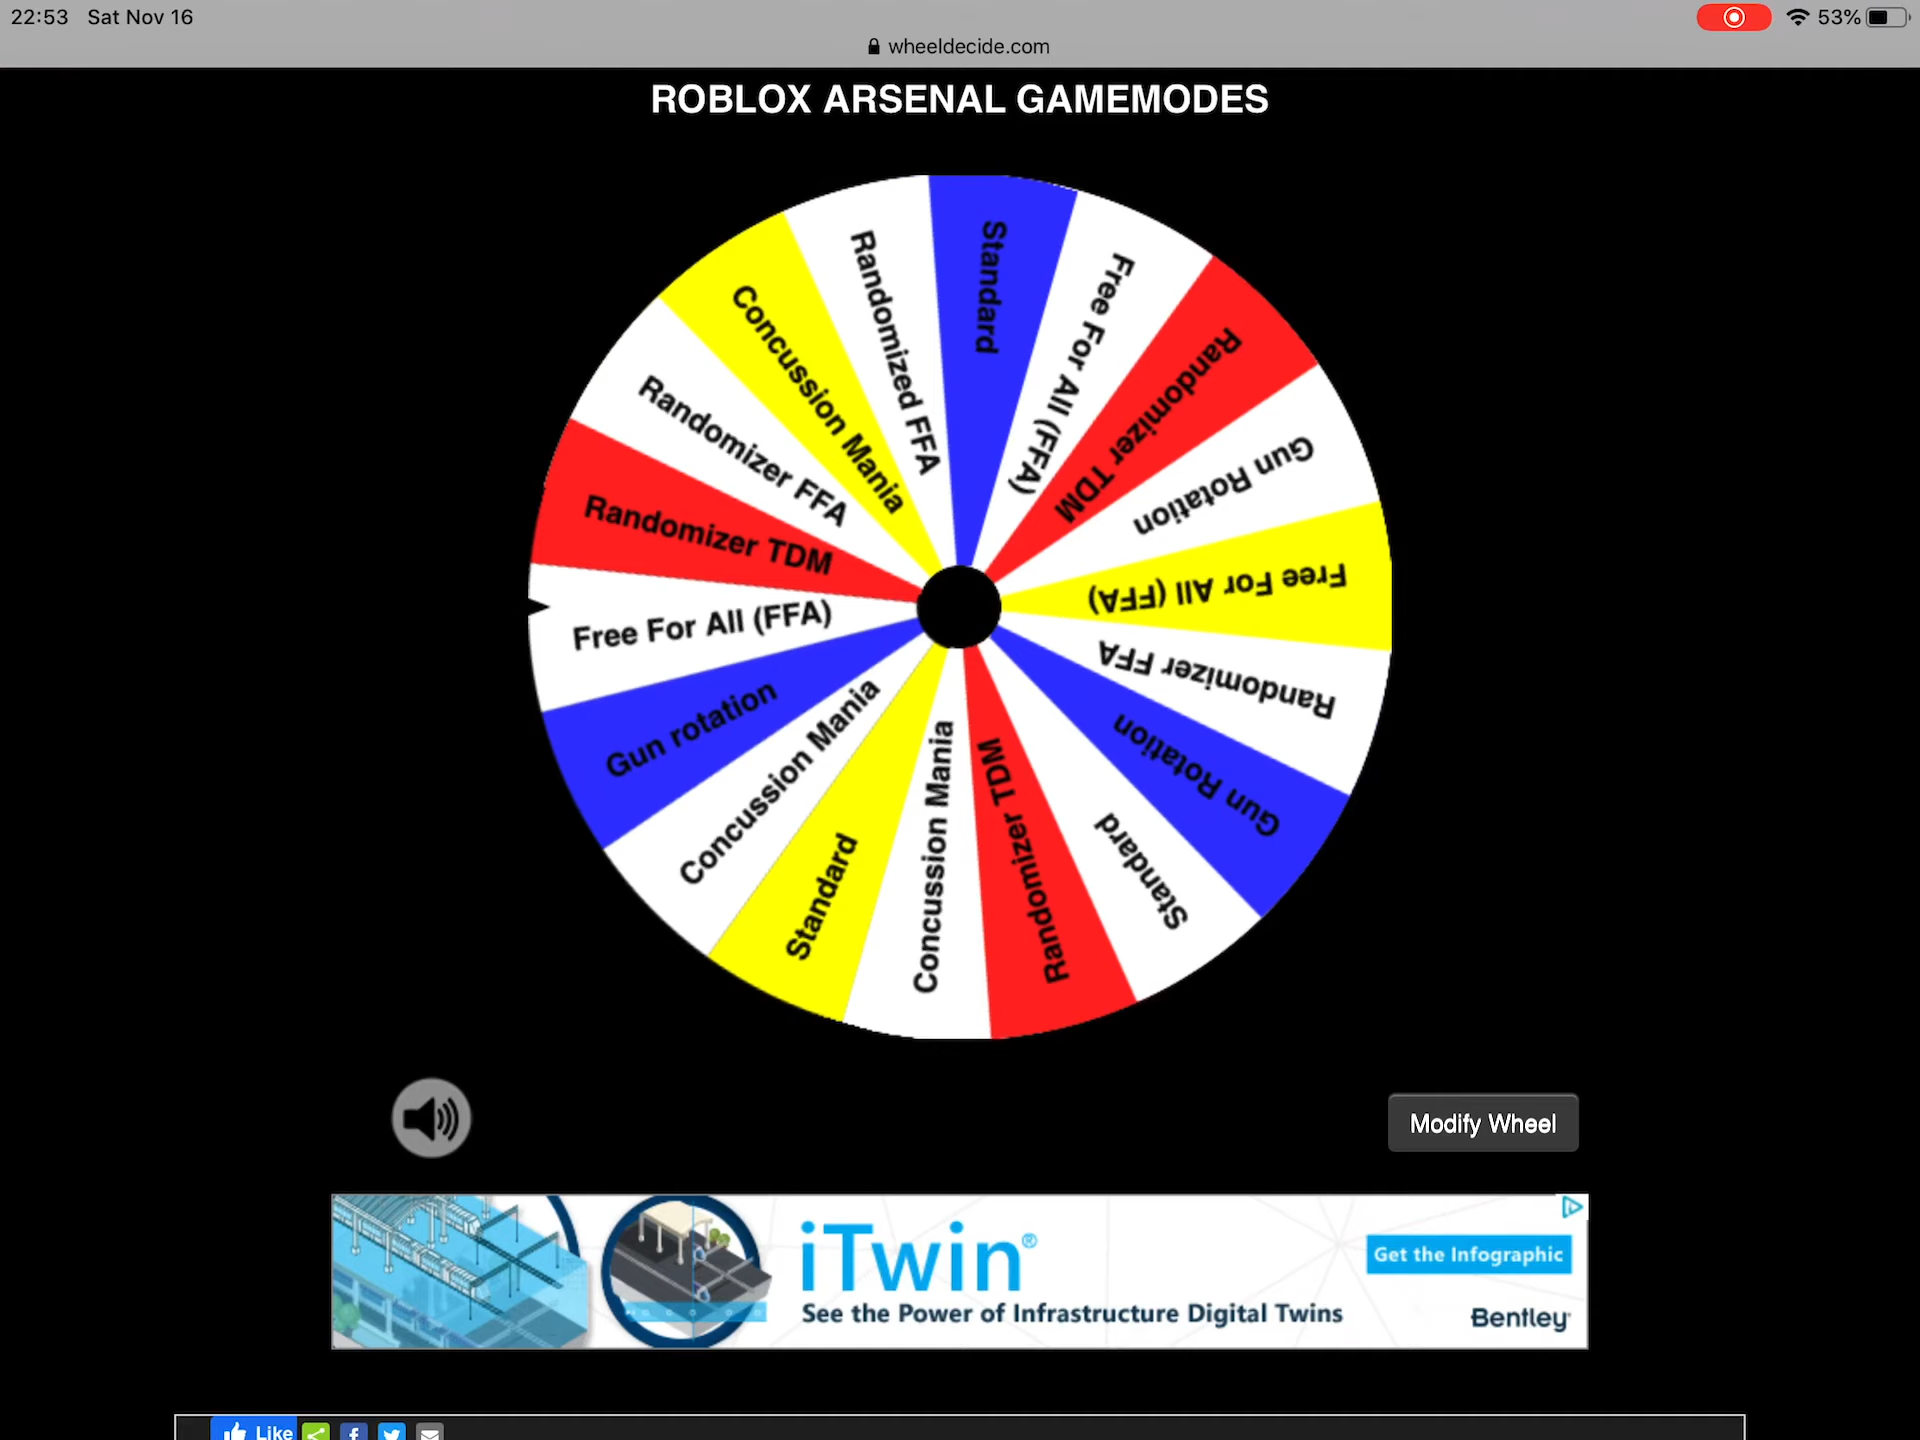 22:53 Sat Nov 16
53%
wheeldecide.com
ROBLOX ARSENAL GAMEMODES
Standard
Free For All (FFA)
Randomizer TDM
Gun Rotation
Free For All (FFA)
Randomizer FFA
Gun Rotation
Standard
Randomizer TDM
Concussion Mania
Standard
Concussion Mania
Gun rotation
Free For All (FFA)
Randomizer TDM
Randomizer FFA
Concussion Mania
Randomized FFA
Modify Wheel
iTwin®
See the Power of Infrastructure Digital Twins
Get the Infographic
Bentley
Like